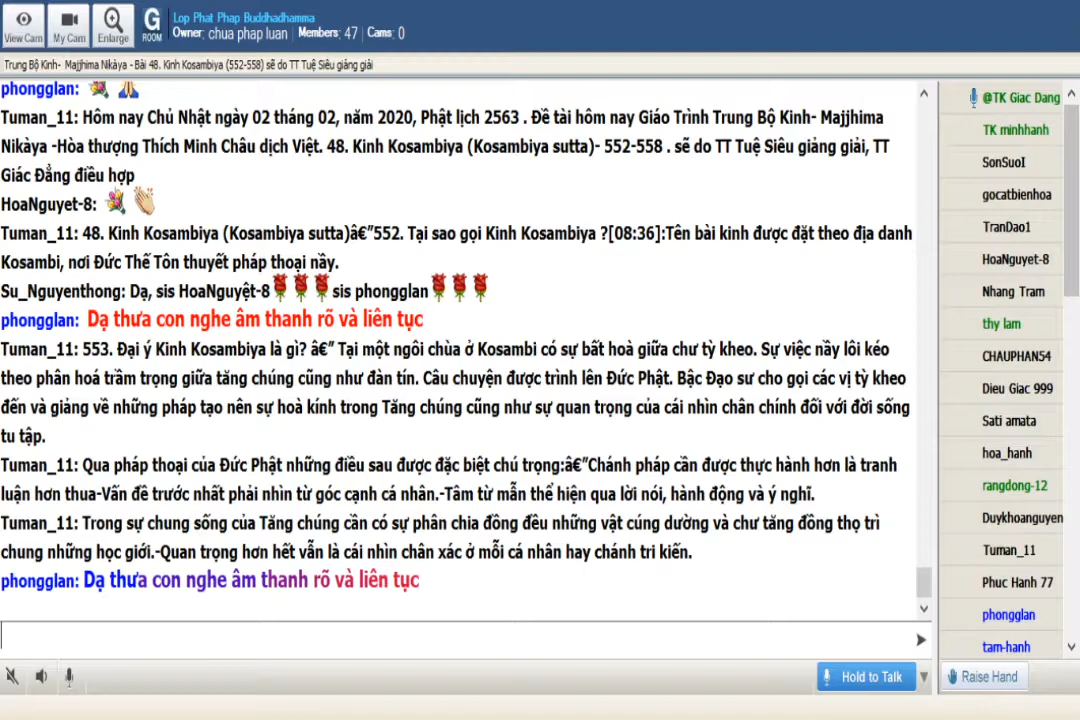 View Cam
My Cam
Enlarge
G
ROOM
Lop Phat Phap Buddhadhamma
Owner: chua phap luan | Members: 47 | Cams: 0
Trung Bộ Kinh- Majjhima Nikàya - Bài 48. Kinh Kosambiya (552-558) sẽ do TT Tuệ Siêu giảng giải
phongglan:
Tuman_11: Hôm nay Chủ Nhật ngày 02 tháng 02, năm 2020, Phật lịch 2563 . Đề tài hôm nay Giáo Trình Trung Bộ Kinh- Majjhima
Nikàya -Hòa thượng Thích Minh Châu dịch Việt. 48. Kinh Kosambiya (Kosambiya sutta)- 552-558 . sẽ do TT Tuệ Siêu giảng giải, TT
Giác Đẳng điều hợp
HoaNguyet-8:
Tuman_11: 48. Kinh Kosambiya (Kosambiya sutta)â€”552. Tại sao gọi Kinh Kosambiya ?[08:36]:Tên bài kinh được đặt theo địa danh
Kosambi, nơi Đức Thế Tôn thuyết pháp thoại nầy.
Su_Nguyenthong: Dạ, sis HoaNguyệt-8 sis phongglan
phongglan: Dạ thưa con nghe âm thanh rõ và liên tục
Tuman_11: 553. Đại ý Kinh Kosambiya là gì? â€” Tại một ngôi chùa ở Kosambi có sự bất hoà giữa chư tỳ kheo. Sự việc nầy lôi kéo
theo phân hoá trầm trọng giữa tăng chúng cũng như đàn tín. Câu chuyện được trình lên Đức Phật. Bậc Đạo sư cho gọi các vị tỳ kheo
đến và giảng về những pháp tạo nên sự hoà kính trong Tăng chúng cũng như sự quan trọng của cái nhìn chân chính đối với đời sống
tu tập.
Tuman_11: Qua pháp thoại của Đức Phật những điều sau được đặc biệt chú trọng:â€”Chánh pháp cần được thực hành hơn là tranh
luận hơn thua-Vấn đề trước nhất phải nhìn từ góc cạnh cá nhân.-Tâm từ mẫn thể hiện qua lời nói, hành động và ý nghĩ.
Tuman_11: Trong sự chung sống của Tăng chúng cần có sự phân chia đồng đều những vật cúng dường và chư tăng đồng thọ trì
chung những học giới.-Quan trọng hơn hết vẫn là cái nhìn chân xác ở mỗi cá nhân hay chánh tri kiến.
phongglan: Dạ thưa con nghe âm thanh rõ và liên tục
@TK Giac Dang
TK minhhanh
SonSuoI
gocatbienhoa
TranDao1
HoaNguyet-8
Nhang Tram
thy lam
CHAUPHAN54
Dieu Giac 999
Sati amata
hoa_hanh
rangdong-12
Duykhoanguyen
Tuman_11
Phuc Hanh 77
phongglan
tam-hanh
Hold to Talk
Raise Hand